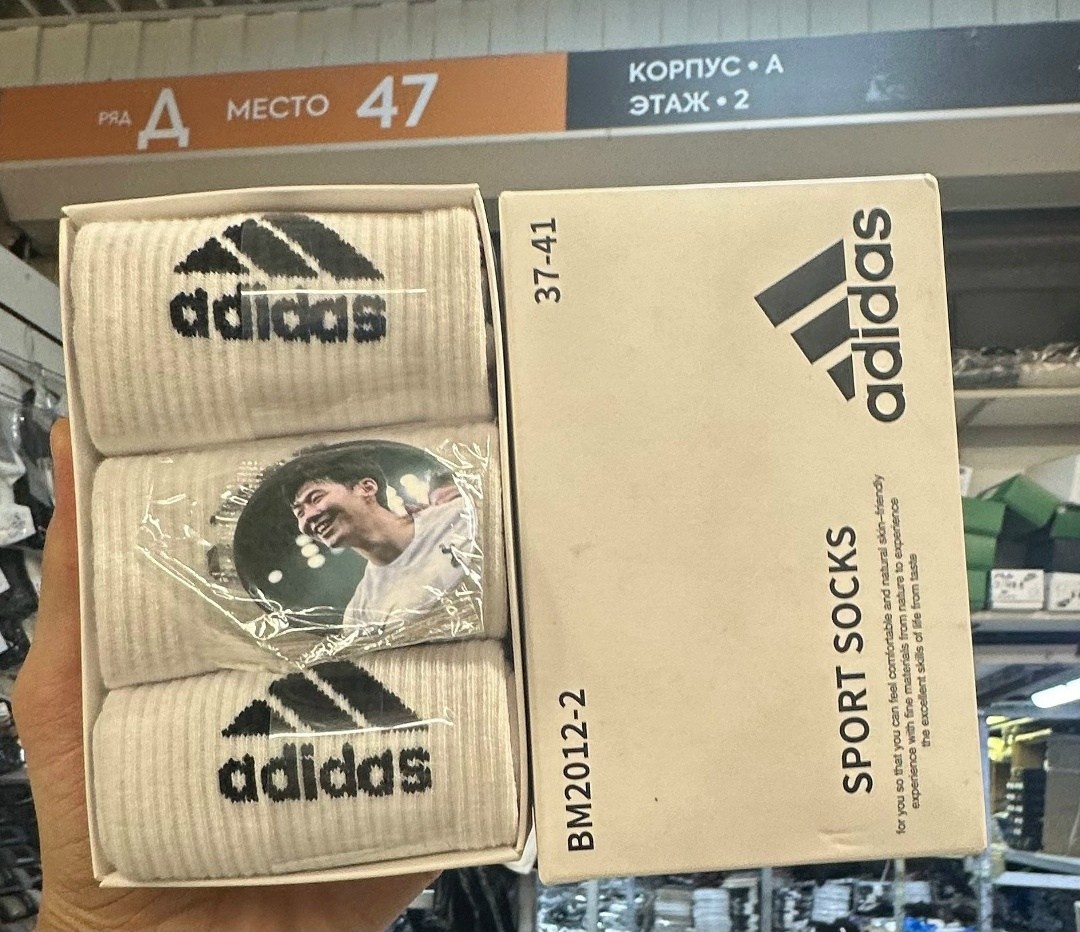 РЯД Д МЕСТО 47
КОРПУС • А
ЭТАЖ • 2
adidas
adidas
37-41
adidas
BM2012-2
SPORT SOCKS
for you so that you can feel comfortable and natural skin-friendly
experience with fine materials from nature to experience
the excellent skills of life from taste